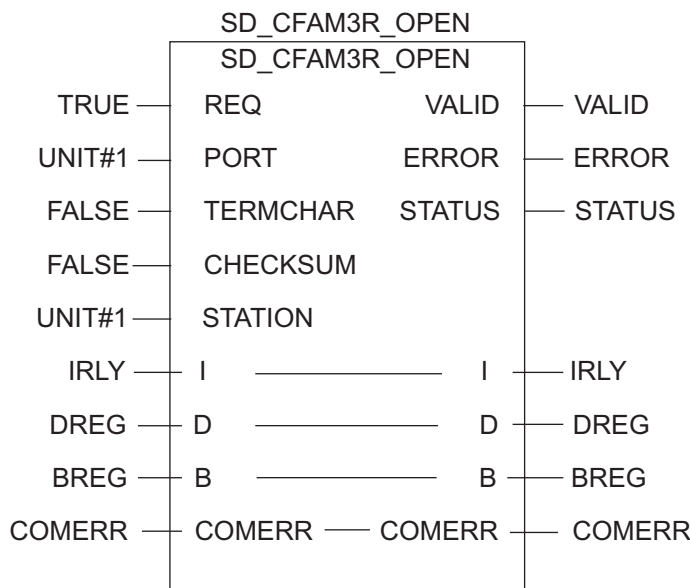 SD_CFAM3R_OPEN
SD_CFAM3R_OPEN
TRUE REQ VALID VALID
UNIT#1 PORT ERROR ERROR
FALSE TERMCHAR STATUS STATUS
FALSE CHECKSUM
UNIT#1 STATION
IRLY I I IRLY
DREG D D DREG
BREG B B BREG
COMERR COMERR COMERR COMERR